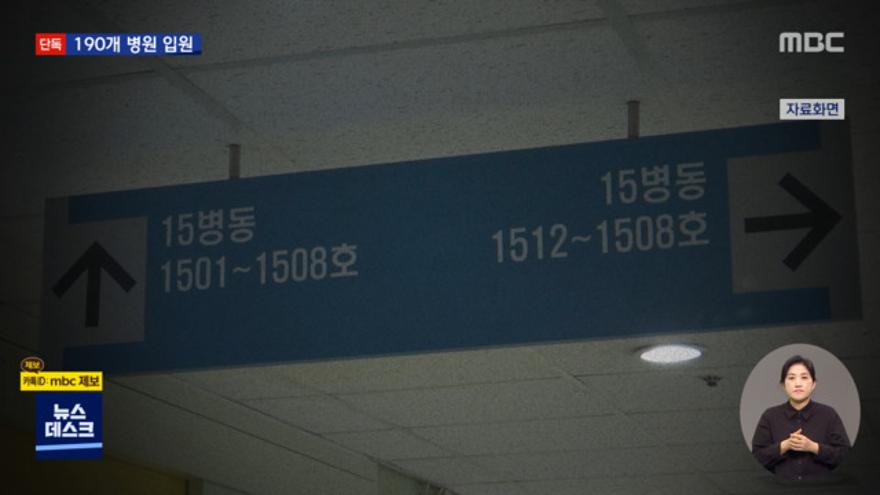 단독 190개 병원 입원
MBC
자료화면
15병동
1501~1508호
15병동
1512~1508호
제보
카톡ID: mbc 제보
뉴스
데스크